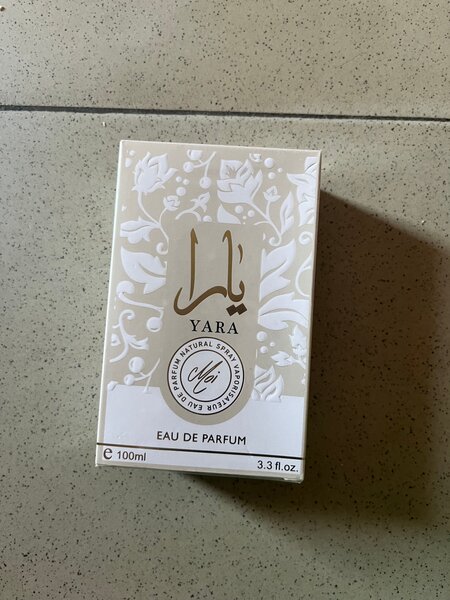 يارا
YARA
EAU DE PARFUM NATURAL SPRAY VAPORISATEUR
Moi
EAU DE PARFUM
e 100ml
3.3 fl.oz.